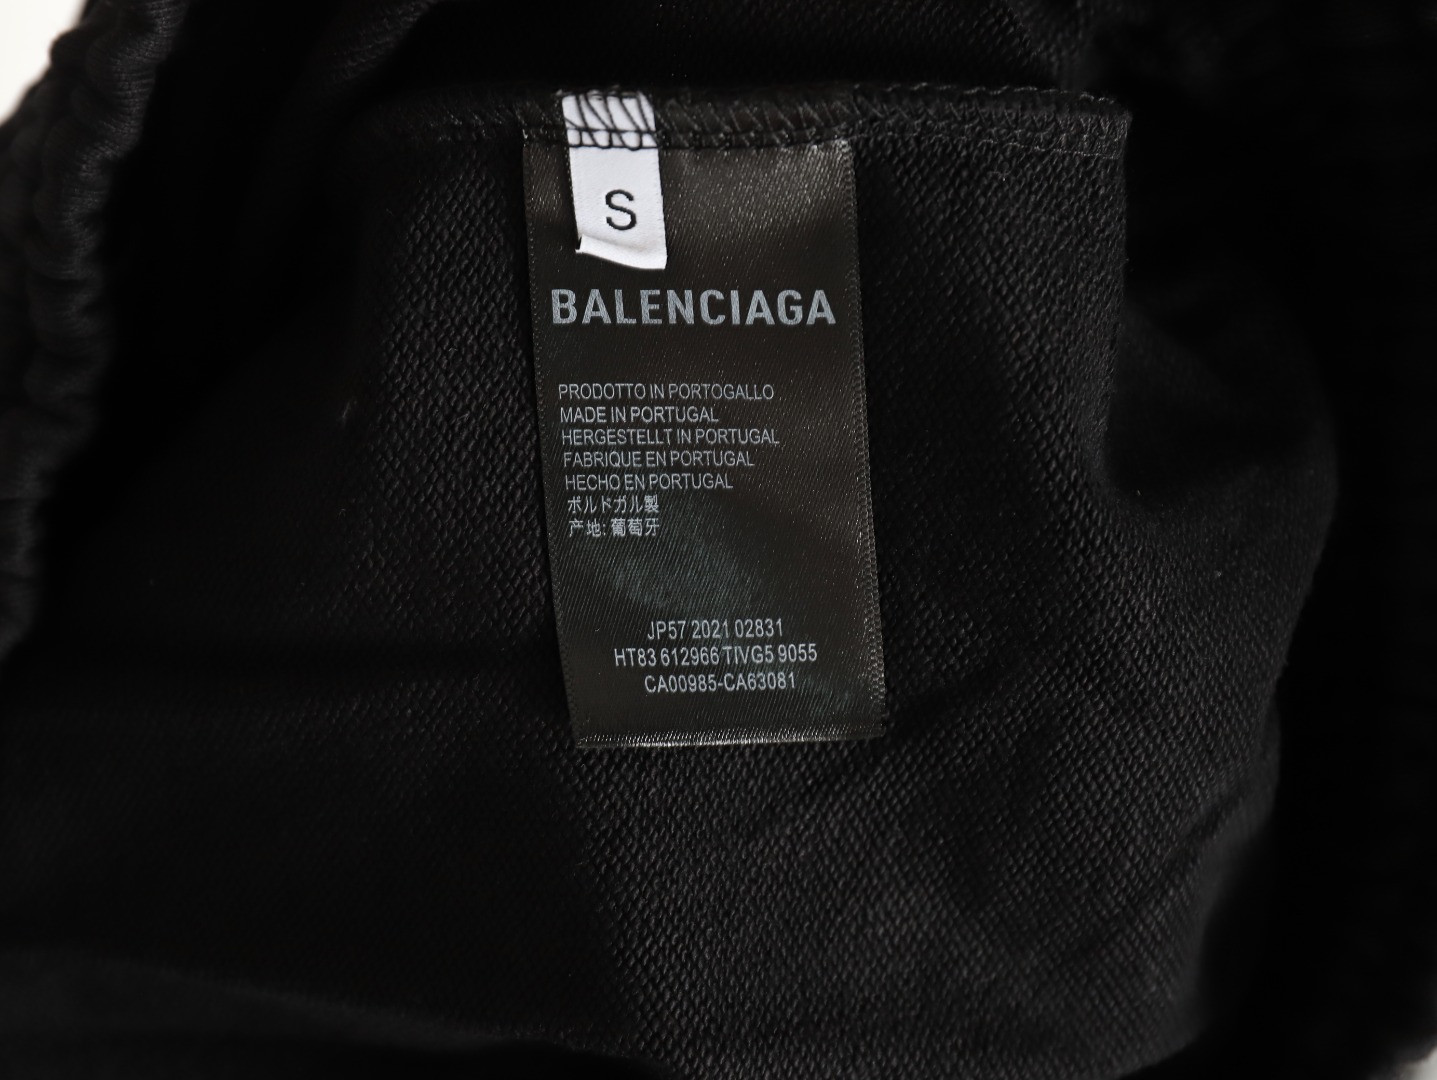 S
BALENCIAGA
PRODOTTO IN PORTOGALLO
MADE IN PORTUGAL
HERGESTELLT IN PORTUGAL
FABRIQUE EN PORTUGAL
HECHO EN PORTUGAL
ポルドガル製
产地: 葡萄牙
JP57 2021 02831
HT83 612966 TIVG5 9055
CA00985-CA63081